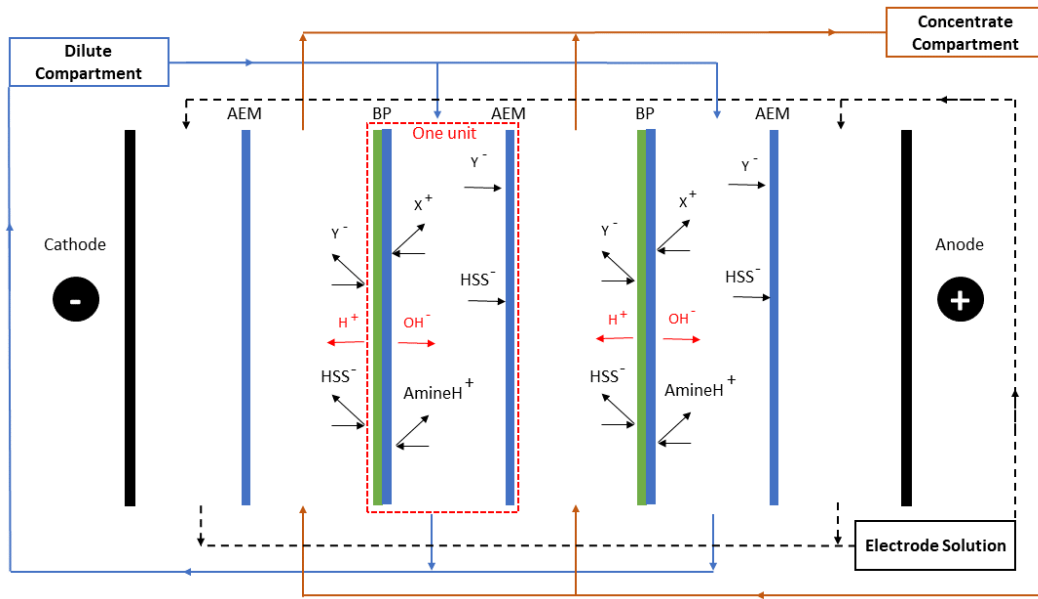 Dilute
Compartment
Concentrate
Compartment
AEM
BP
AEM
BP
AEM
One unit
Y⁻
Y⁻
X⁺
X⁺
Y⁻
Y⁻
Cathode
Anode
HSS⁻
HSS⁻
-
+
H⁺
OH⁻
H⁺
OH⁻
HSS⁻
AmineH⁺
HSS⁻
AmineH⁺
Electrode Solution